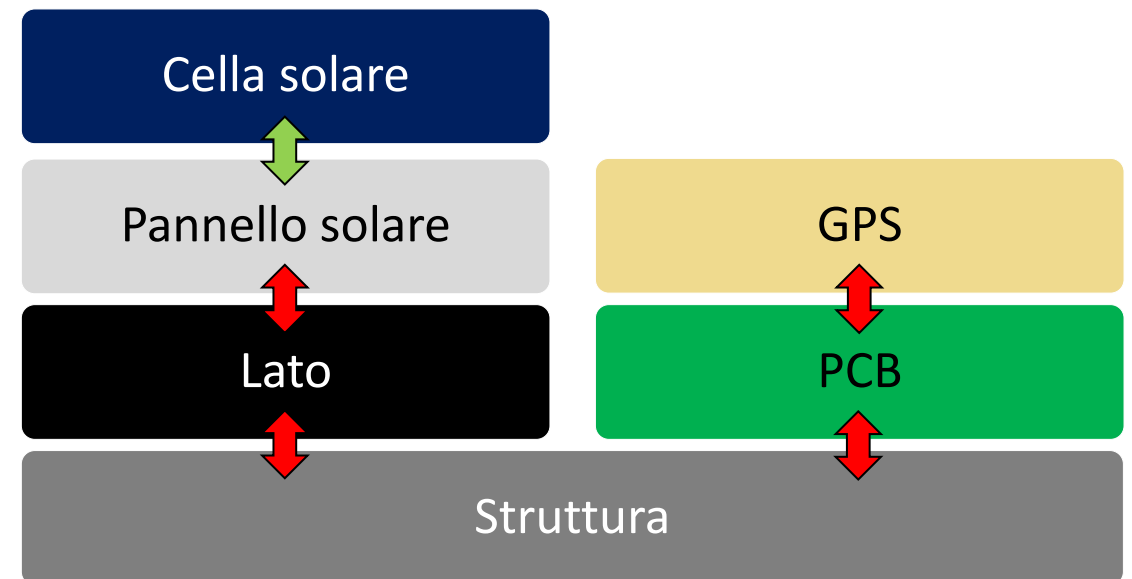 Cella solare
Pannello solare
GPS
Lato
PCB
Struttura